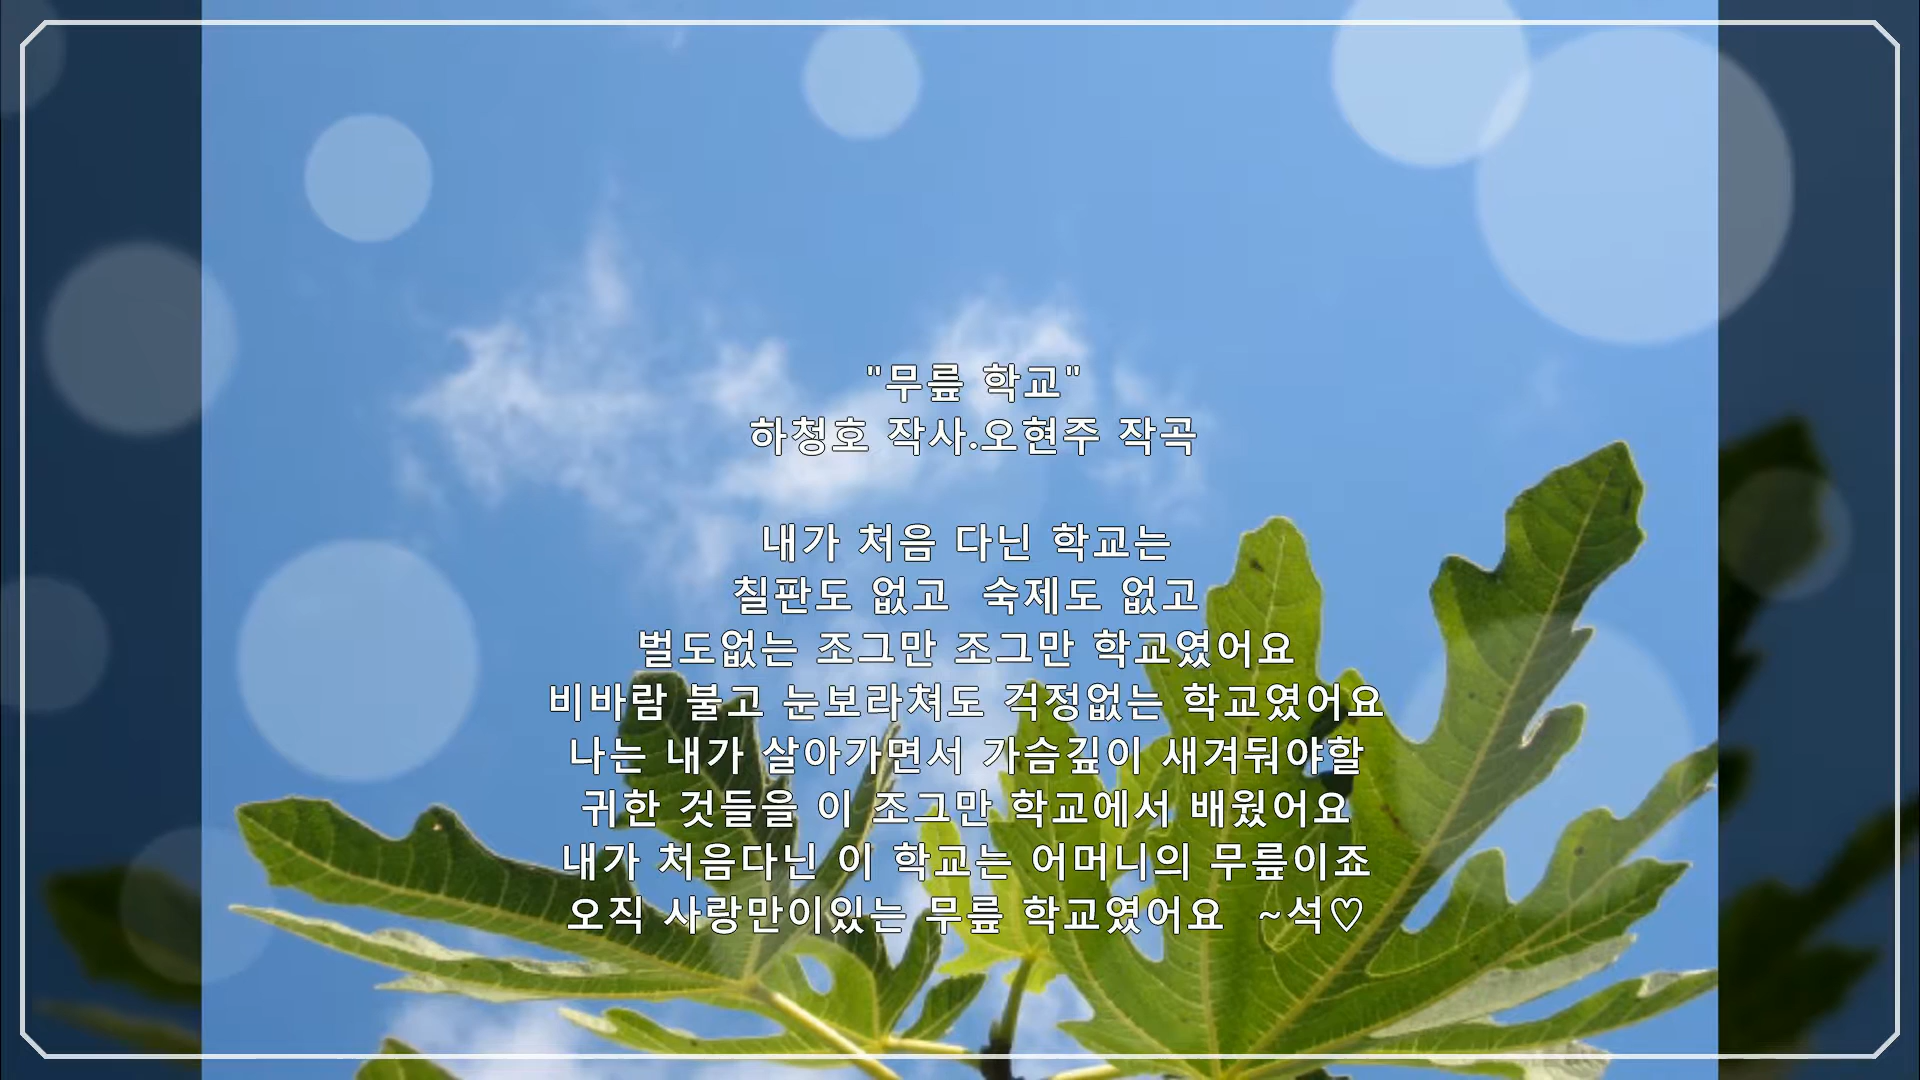 "무릎 학교"
하청호 작사.오현주 작곡
내가 처음 다닌 학교는
칠판도 없고  숙제도 없고
벌도없는 조그만 조그만 학교였어요
비바람 불고 눈보라쳐도 걱정없는 학교였어요
나는 내가 살아가면서 가슴깊이 새겨둬야할
귀한 것들을 이 조그만 학교에서 배웠어요
내가 처음다닌 이 학교는 어머니의 무릎이죠
오직 사랑만이있는 무릎 학교였어요  ~석♡